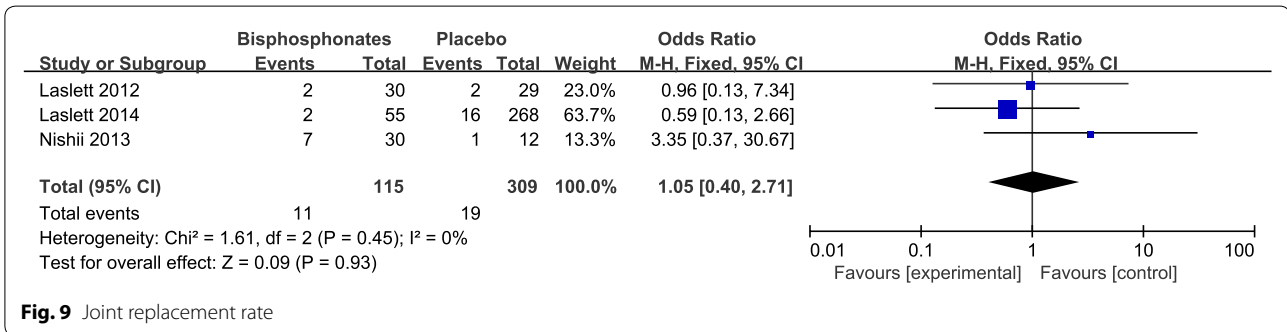 Bisphosphonates Placebo Odds Ratio Odds Ratio
Study or Subgroup Events Total Events Total Weight M-H, Fixed, 95% CI M-H, Fixed, 95% CI
Laslett 2012 2 30 2 29 23.0% 0.96 [0.13, 7.34]
Laslett 2014 2 55 16 268 63.7% 0.59 [0.13, 2.66]
Nishii 2013 7 30 1 12 13.3% 3.35 [0.37, 30.67]
Total (95% CI) 115 309 100.0% 1.05 [0.40, 2.71]
Total events 11 19
Heterogeneity: Chi² = 1.61, df = 2 (P = 0.45); I² = 0%
Test for overall effect: Z = 0.09 (P = 0.93)
0.01 0.1 1 10 100
Favours [experimental] Favours [control]
Fig. 9 Joint replacement rate